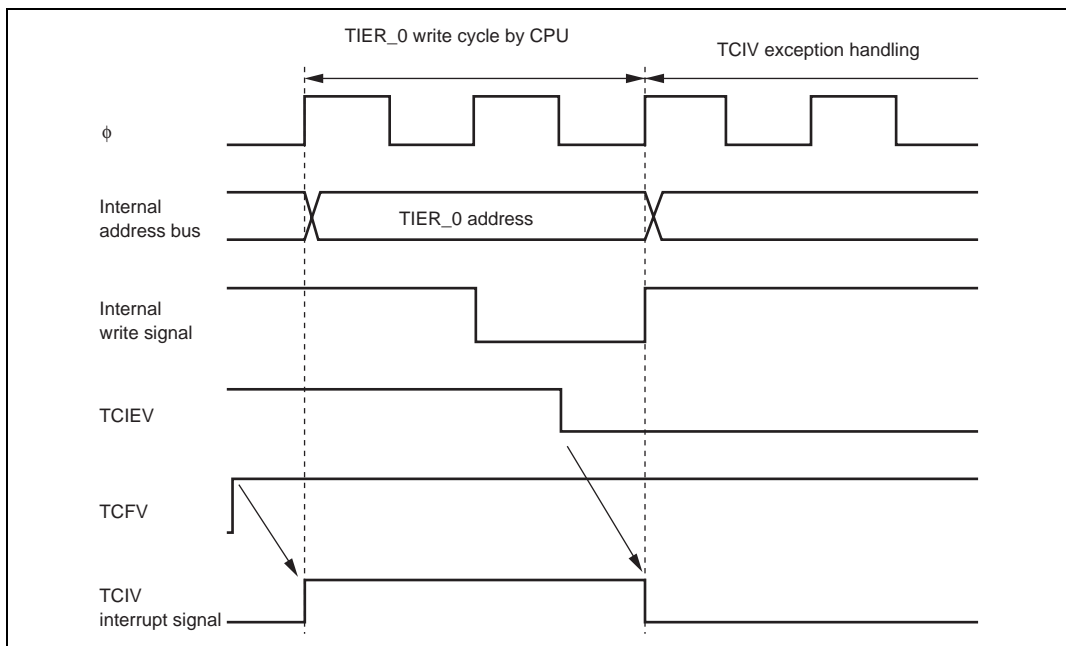 TIER_0 write cycle by CPU
TCIV exception handling
ϕ
Internal
address bus
TIER_0 address
Internal
write signal
TCIEV
TCFV
TCIV
interrupt signal